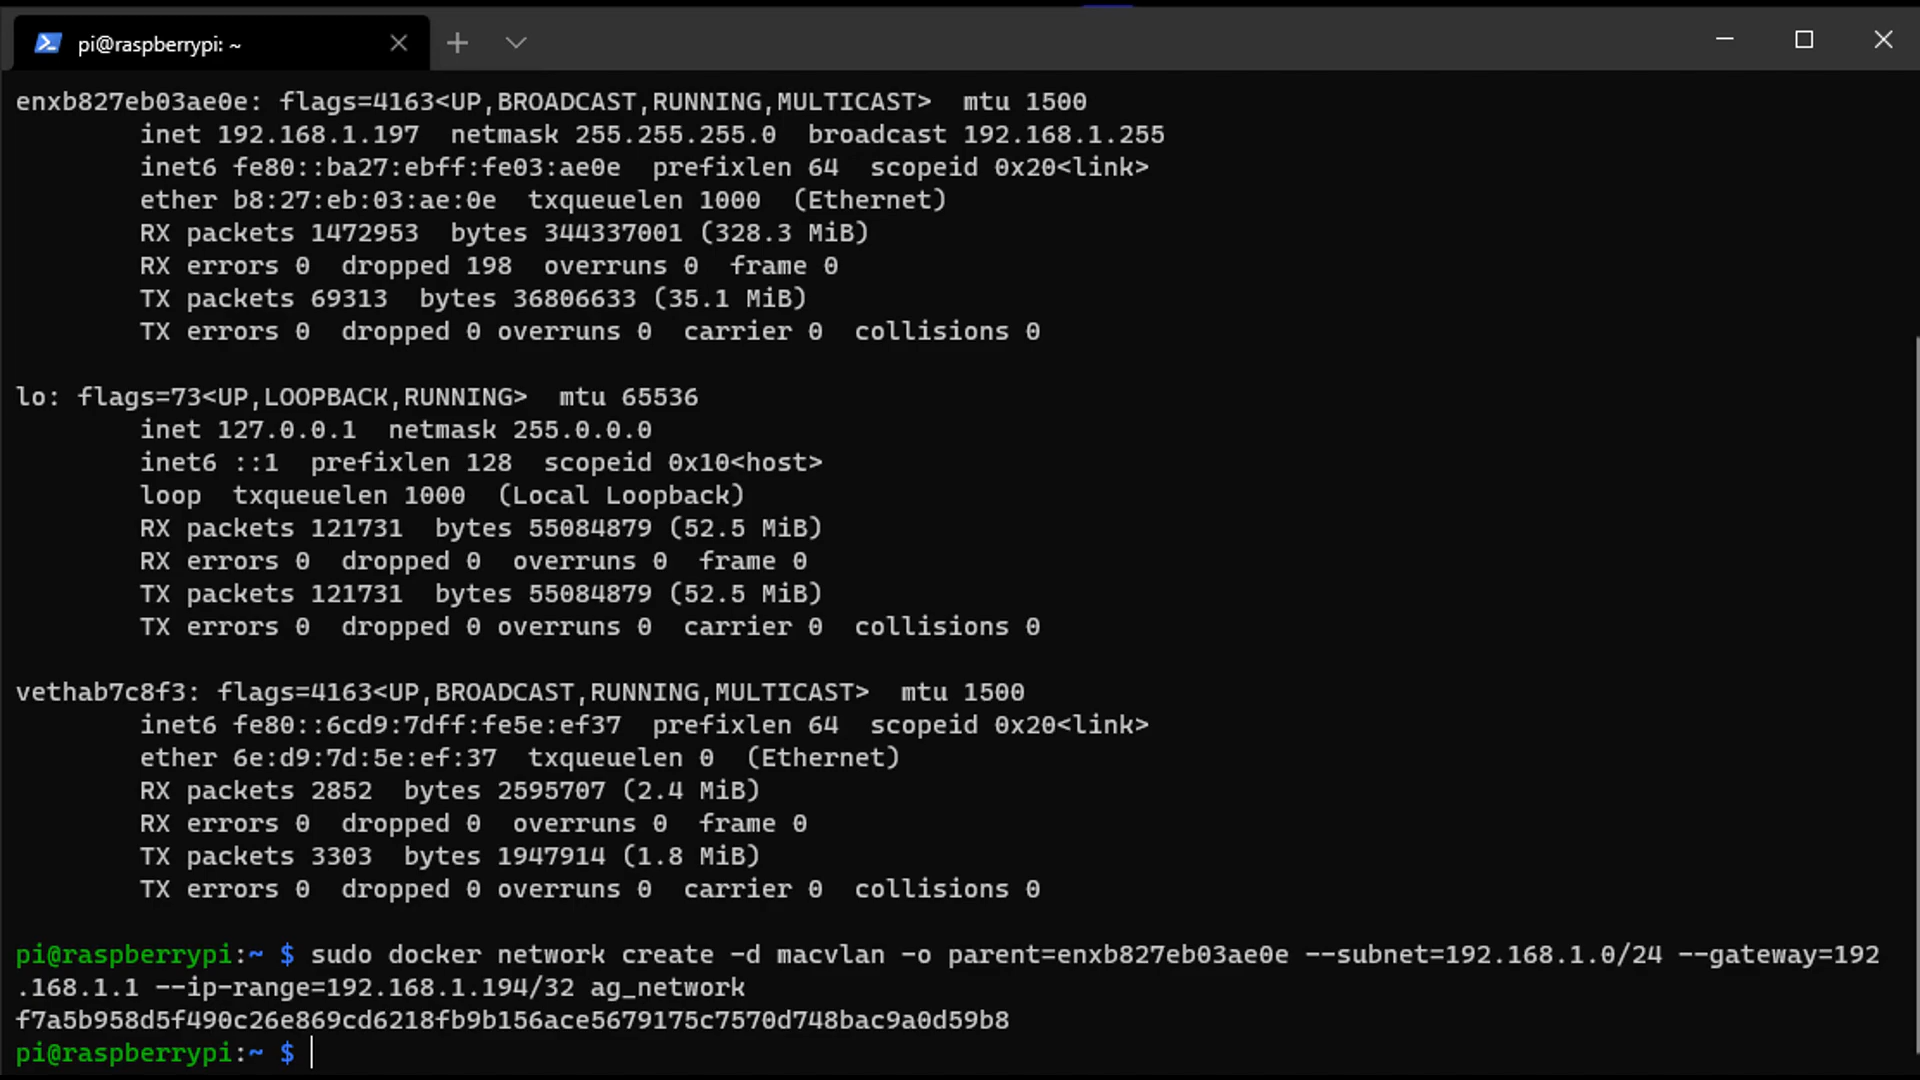 pi@raspberrypi: ~
enxb827eb03ae0e: flags=4163<UP,BROADCAST,RUNNING,MULTICAST>  mtu 1500
        inet 192.168.1.197  netmask 255.255.255.0  broadcast 192.168.1.255
        inet6 fe80::ba27:ebff:fe03:ae0e  prefixlen 64  scopeid 0x20<link>
        ether b8:27:eb:03:ae:0e  txqueuelen 1000  (Ethernet)
        RX packets 1472953  bytes 344337001 (328.3 MiB)
        RX errors 0  dropped 198  overruns 0  frame 0
        TX packets 69313  bytes 36806633 (35.1 MiB)
        TX errors 0  dropped 0 overruns 0  carrier 0  collisions 0
lo: flags=73<UP,LOOPBACK,RUNNING>  mtu 65536
        inet 127.0.0.1  netmask 255.0.0.0
        inet6 ::1  prefixlen 128  scopeid 0x10<host>
        loop  txqueuelen 1000  (Local Loopback)
        RX packets 121731  bytes 55084879 (52.5 MiB)
        RX errors 0  dropped 0  overruns 0  frame 0
        TX packets 121731  bytes 55084879 (52.5 MiB)
        TX errors 0  dropped 0 overruns 0  carrier 0  collisions 0
vethab7c8f3: flags=4163<UP,BROADCAST,RUNNING,MULTICAST>  mtu 1500
        inet6 fe80::6cd9:7dff:fe5e:ef37  prefixlen 64  scopeid 0x20<link>
        ether 6e:d9:7d:5e:ef:37  txqueuelen 0  (Ethernet)
        RX packets 2852  bytes 2595707 (2.4 MiB)
        RX errors 0  dropped 0  overruns 0  frame 0
        TX packets 3303  bytes 1947914 (1.8 MiB)
        TX errors 0  dropped 0 overruns 0  carrier 0  collisions 0
pi@raspberrypi:~ $ sudo docker network create -d macvlan -o parent=enxb827eb03ae0e --subnet=192.168.1.0/24 --gateway=192
.168.1.1 --ip-range=192.168.1.194/32 ag_network
f7a5b958d5f490c26e869cd6218fb9b156ace5679175c7570d748bac9a0d59b8
pi@raspberrypi:~ $